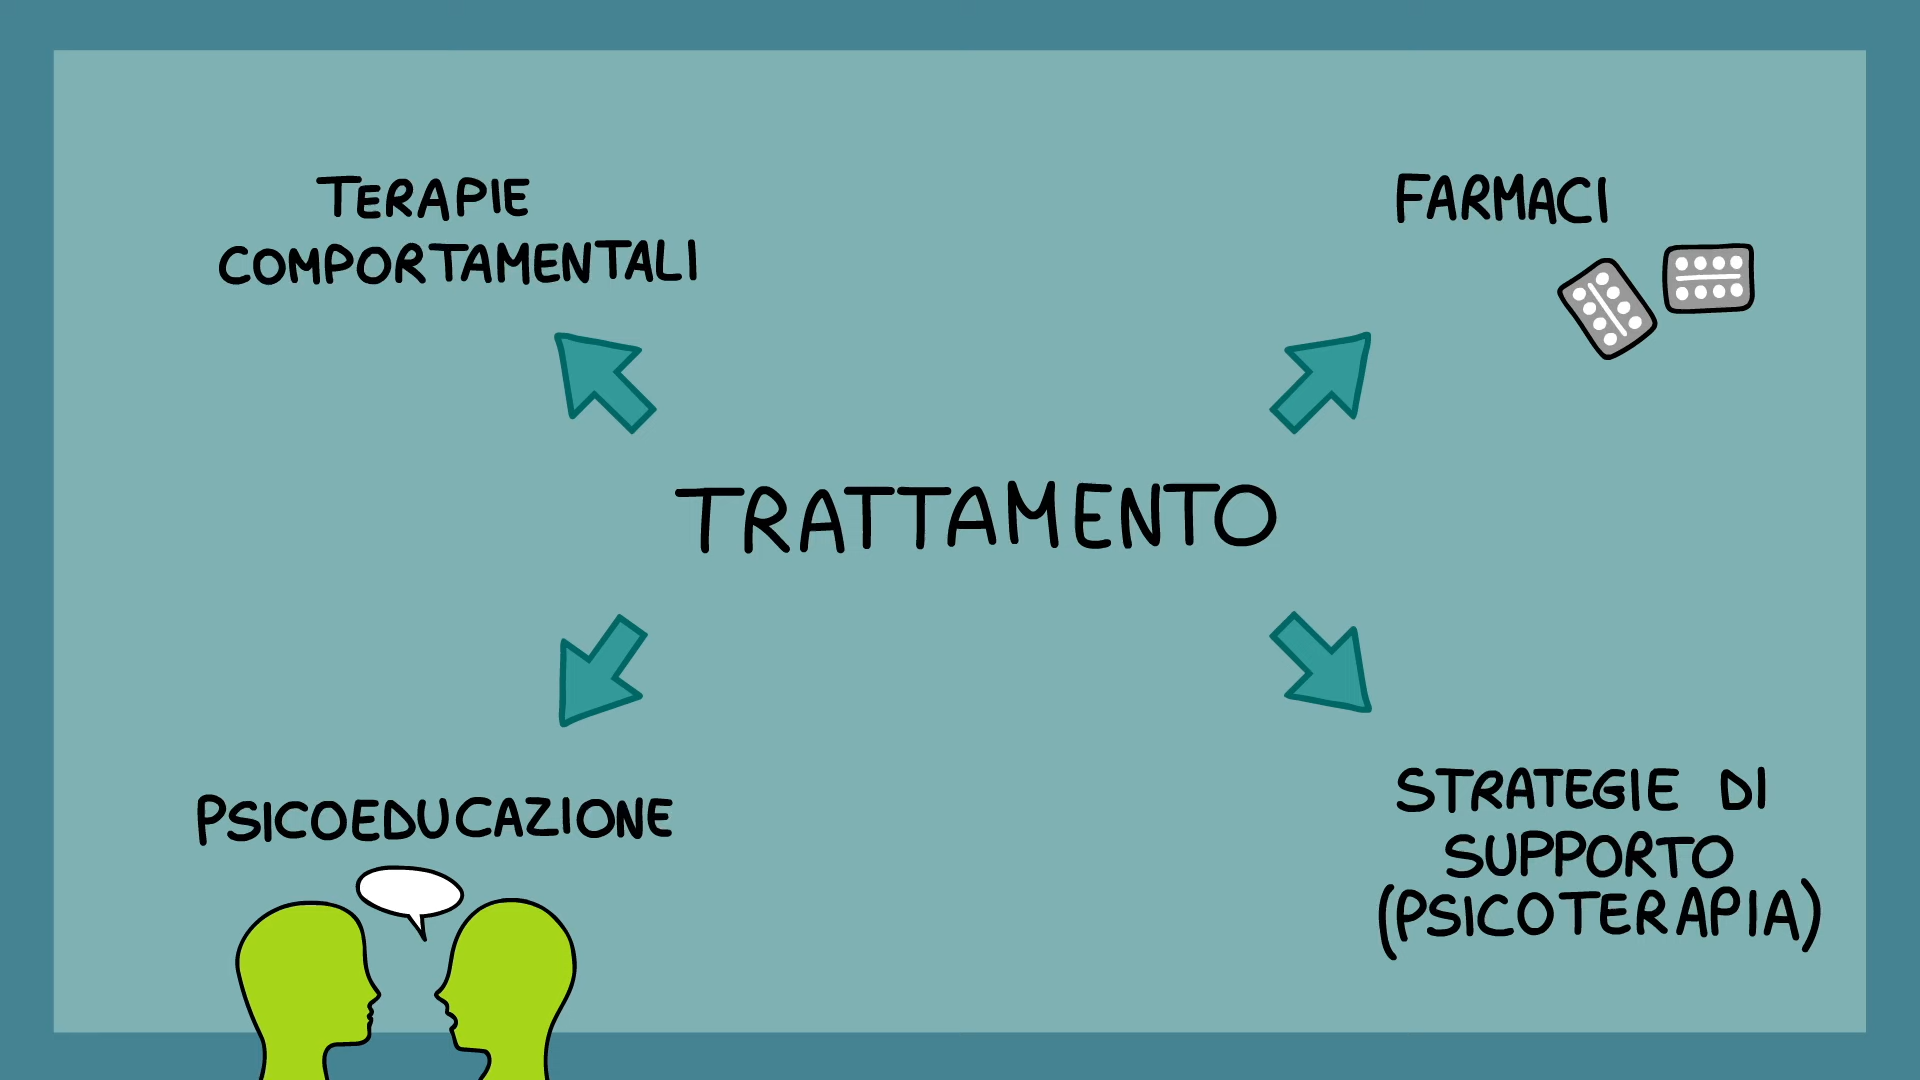 TERAPIE
COMPORTAMENTALI
FARMACI
TRATTAMENTO
PSICOEDUCAZIONE
STRATEGIE DI
SUPPORTO
(PSICOTERAPIA)